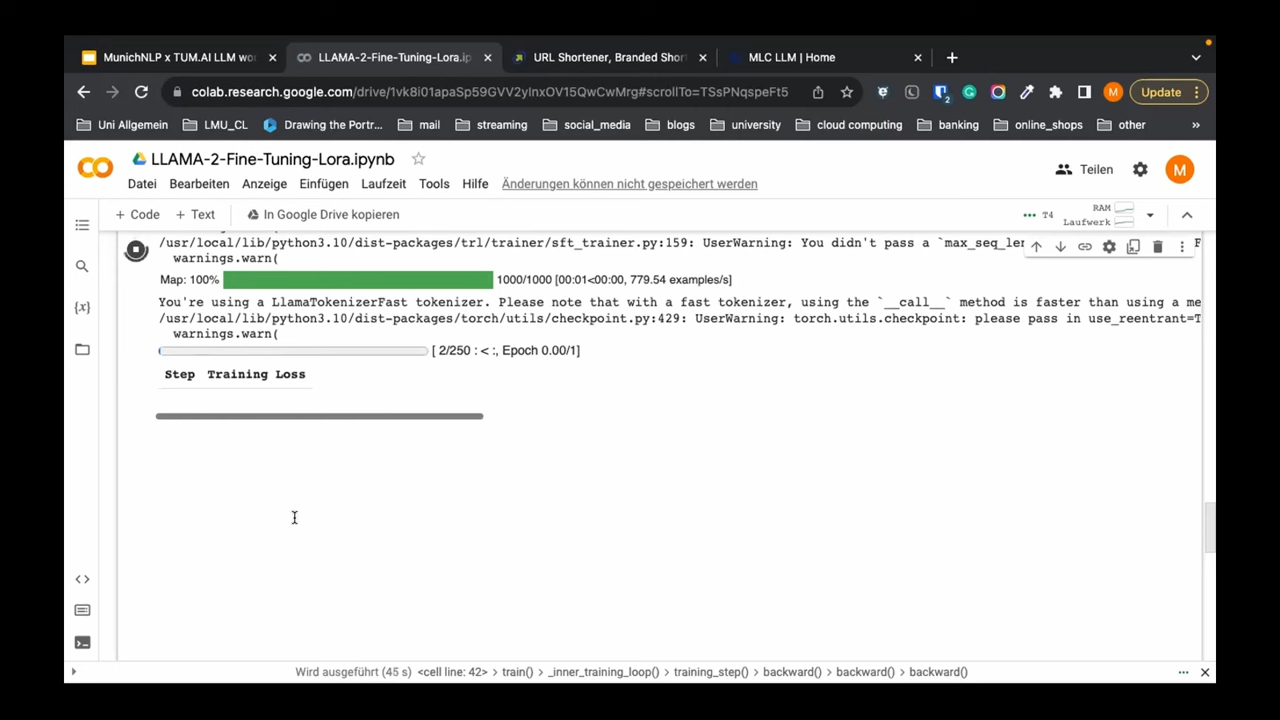 MunichNLP x TUM.AI LLM wo
LLAMA-2-Fine-Tuning-Lora.ip
URL Shortener, Branded Shor
MLC LLM | Home
colab.research.google.com/drive/1vk8i01apaSp59GVV2yInxOV15QwCwMrg#scrollTo=TSsPNqspeFt5
2
M
Update
Uni Allgemein
LMU_CL
Drawing the Portr...
mail
streaming
social_media
blogs
university
cloud computing
banking
online_shops
other
»
LLAMA-2-Fine-Tuning-Lora.ipynb
Datei Bearbeiten Anzeige Einfügen Laufzeit Tools Hilfe Änderungen können nicht gespeichert werden
Teilen
M
+ Code + Text In Google Drive kopieren
T4
RAM
Laufwerk
/usr/local/lib/python3.10/dist-packages/trl/trainer/sft_trainer.py:159: UserWarning: You didn't pass a `max_seq_le
warnings.warn(
Map: 100% 1000/1000 [00:01<00:00, 779.54 examples/s]
You're using a LlamaTokenizerFast tokenizer. Please note that with a fast tokenizer, using the `__call__` method is faster than using a me
/usr/local/lib/python3.10/dist-packages/torch/utils/checkpoint.py:429: UserWarning: torch.utils.checkpoint: please pass in use_reentrant=T
warnings.warn(
[ 2/250 : < :, Epoch 0.00/1]
Step Training Loss
{x}
<>
Wird ausgeführt (45 s) <cell line: 42> > train() > _inner_training_loop() > training_step() > backward() > backward() > backward()